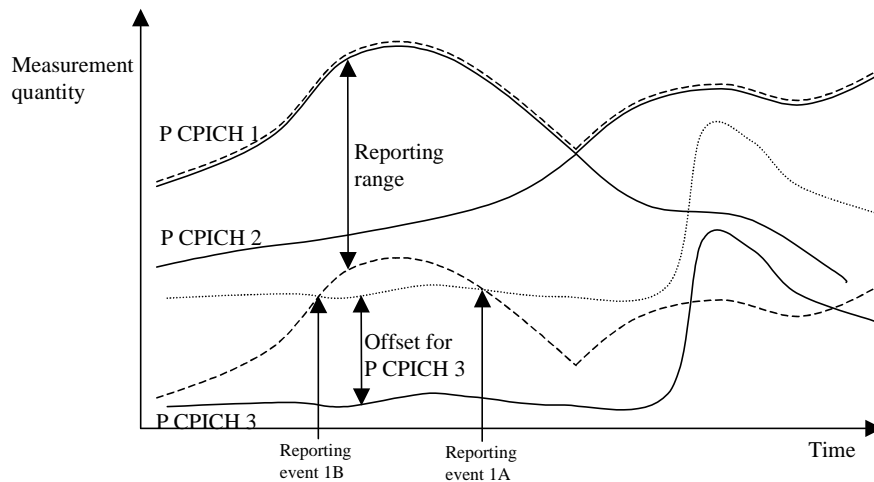 Measurement
quantity
P CPICH 1
Reporting
range
P CPICH 2
Offset for
P CPICH 3
P CPICH 3
Reporting
event 1B
Reporting
event 1A
Time